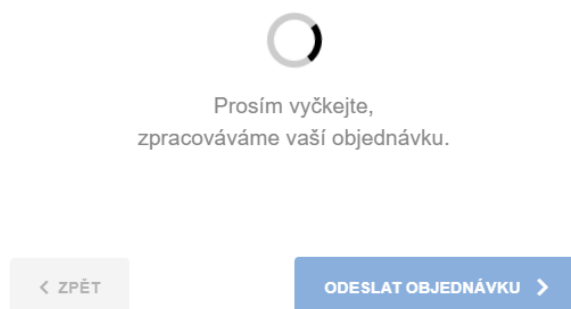 Prosím vyčkejte,
zpracováváme vaší objednávku.
ZPĚT
ODESLAT OBJEDNÁVKU